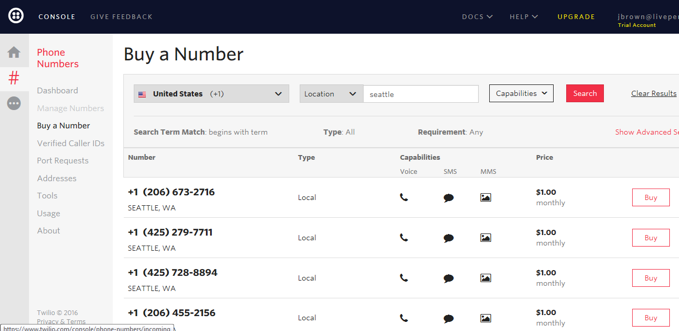 CONSOLE GIVE FEEDBACK DOCS HELP UPGRADE jbrown@livepe
Trial Account
Phone
Numbers
Dashboard
Manage Numbers
Buy a Number
Verified Caller IDs
Port Requests
Addresses
Tools
Usage
About
Twilio © 2016
Privacy & Terms
https://www.twilio.com/console/phone-numbers/incoming
Buy a Number
United States (+1) Location seattle Capabilities Search Clear Results
Search Term Match: begins with term Type: All Requirement: Any Show Advanced Se
Number Type Capabilities Price
Voice SMS MMS
+1 (206) 673-2716 Local $1.00 Buy
SEATTLE, WA monthly
+1 (425) 279-7711 Local $1.00 Buy
SEATTLE, WA monthly
+1 (425) 728-8894 Local $1.00 Buy
SEATTLE, WA monthly
+1 (206) 455-2156 Local $1.00 Buy
monthly